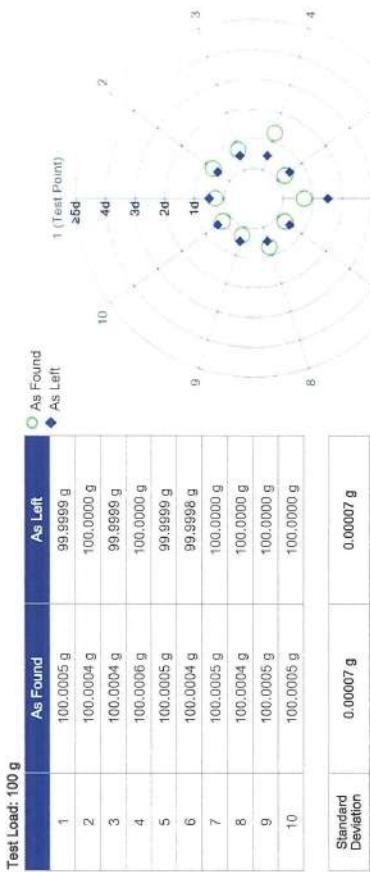 Test Load: 100 g
As Found As Left
1 100.0005 g 99.9999 g
2 100.0004 g 100.0000 g
3 100.0004 g 99.9999 g
4 100.0006 g 100.0000 g
5 100.0005 g 99.9999 g
6 100.0004 g 99.9998 g
7 100.0005 g 100.0000 g
8 100.0004 g 100.0000 g
9 100.0005 g 100.0000 g
10 100.0005 g 100.0000 g
Standard
Deviation
0.00007 g 0.00007 g
As Found
As Left
1 (Test Point)
≥5d
4d
3d
2d
1d
2
3
4
8
9
10